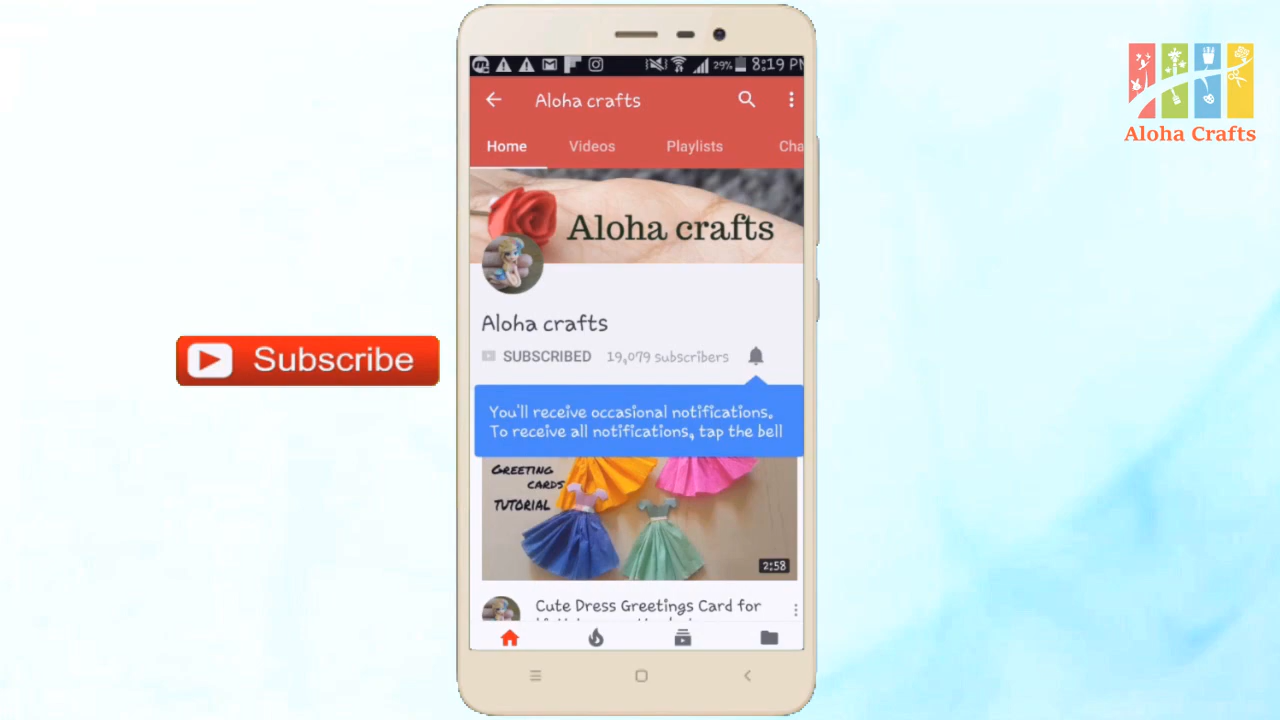 29% 8:19 PM
Aloha crafts
Home Videos Playlists Cha
Aloha crafts
Aloha crafts
SUBSCRIBED 19,079 subscribers
You'll receive occasional notifications.
To receive all notifications, tap the bell
GREETING
CARDS
TUTORIAL
2:58
Cute Dress Greetings Card for
Subscribe
Aloha Crafts